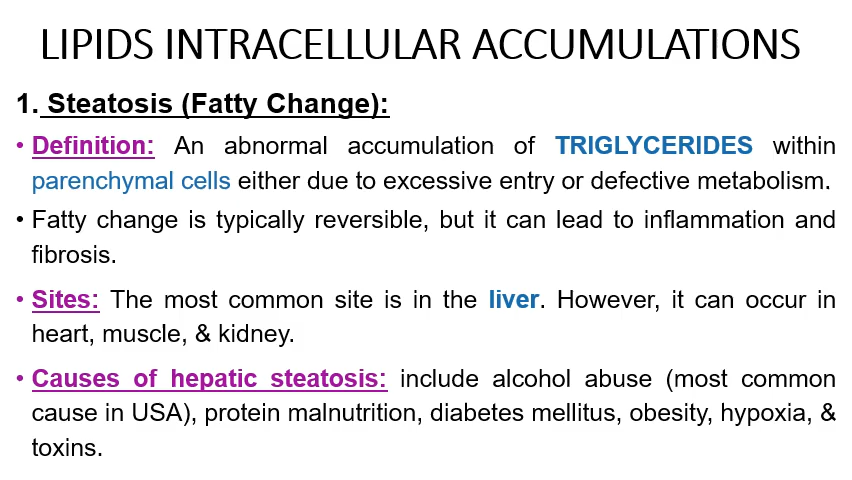 LIPIDS INTRACELLULAR ACCUMULATIONS
1. Steatosis (Fatty Change):
• Definition: An abnormal accumulation of TRIGLYCERIDES within
parenchymal cells either due to excessive entry or defective metabolism.
• Fatty change is typically reversible, but it can lead to inflammation and
fibrosis.
• Sites: The most common site is in the liver. However, it can occur in
heart, muscle, & kidney.
• Causes of hepatic steatosis: include alcohol abuse (most common
cause in USA), protein malnutrition, diabetes mellitus, obesity, hypoxia, &
toxins.